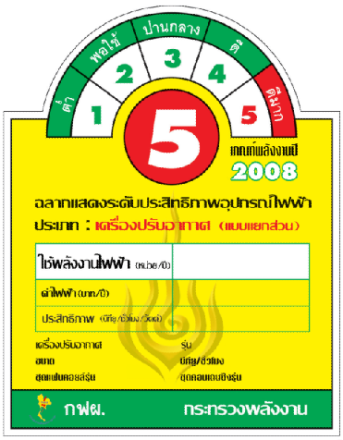 ต่ำ พอใช้ ปานกลาง ดี ดีมาก
1 2 3 4 5
5
เกณฑ์พลังงานปี
2008
ฉลากแสดงระดับประสิทธิภาพอุปกรณ์ไฟฟ้า
ประเภท : เครื่องปรับอากาศ (แบบแยกส่วน)
ใช้พลังงานไฟฟ้า (หน่วย/ปี)
ค่าไฟฟ้า (บาท/ปี)
ประสิทธิภาพ (บีทียู/ชั่วโมง/วัตต์)
เครื่องปรับอากาศ รุ่น
ขนาด บีทียู/ชั่วโมง
ชุดแฟนคอยล์รุ่น ชุดคอนเดนซิ่งรุ่น
กฟผ. กระทรวงพลังงาน